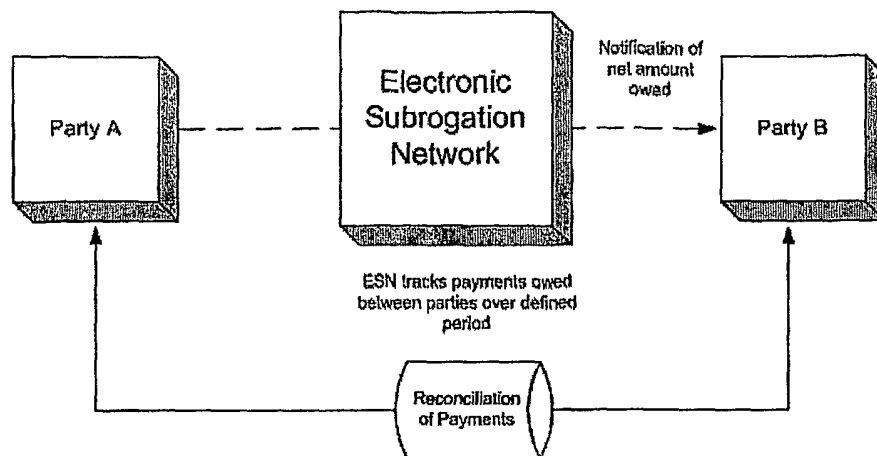 Party A
Electronic
Subrogation
Network
Notification of
net amount
owed
Party B
ESN tracks payments owed
between parties over defined
period
Reconciliation
of Payments